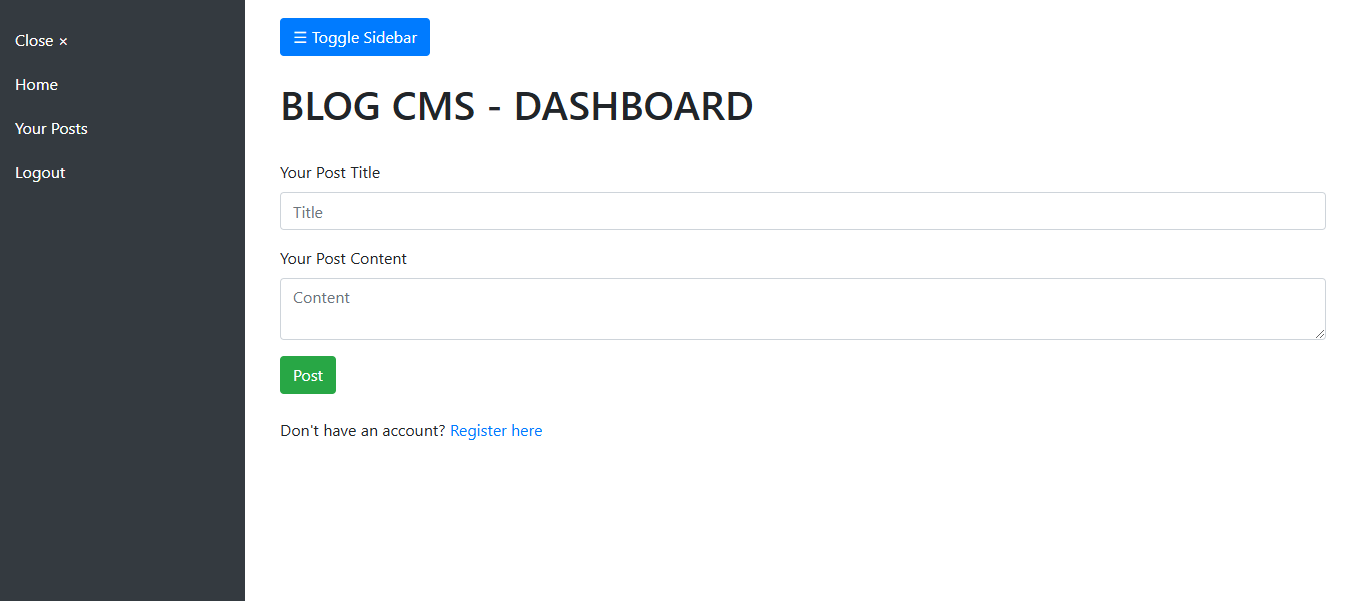 Close ×
Home
Your Posts
Logout
☰ Toggle Sidebar
BLOG CMS - DASHBOARD
Your Post Title
Title
Your Post Content
Content
Post
Don't have an account? Register here